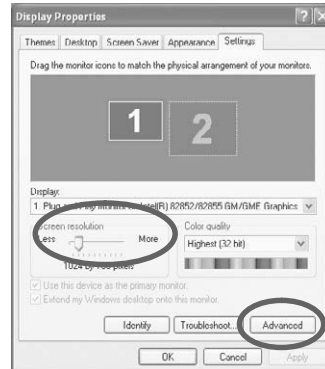 Display Properties
Themes Desktop Screen Saver Appearance Settings
Drag the monitor icons to match the physical arrangement of your monitors.
1 2
Display:
1. Plug and Play Monitor on Intel(R) 82852/82855 GM/GME Graphics
Screen resolution
Less More
1024 by 768 pixels
Color quality
Highest (32 bit)
Use this device as the primary monitor.
Extend my Windows desktop onto this monitor.
Identify Troubleshoot... Advanced
OK Cancel Apply